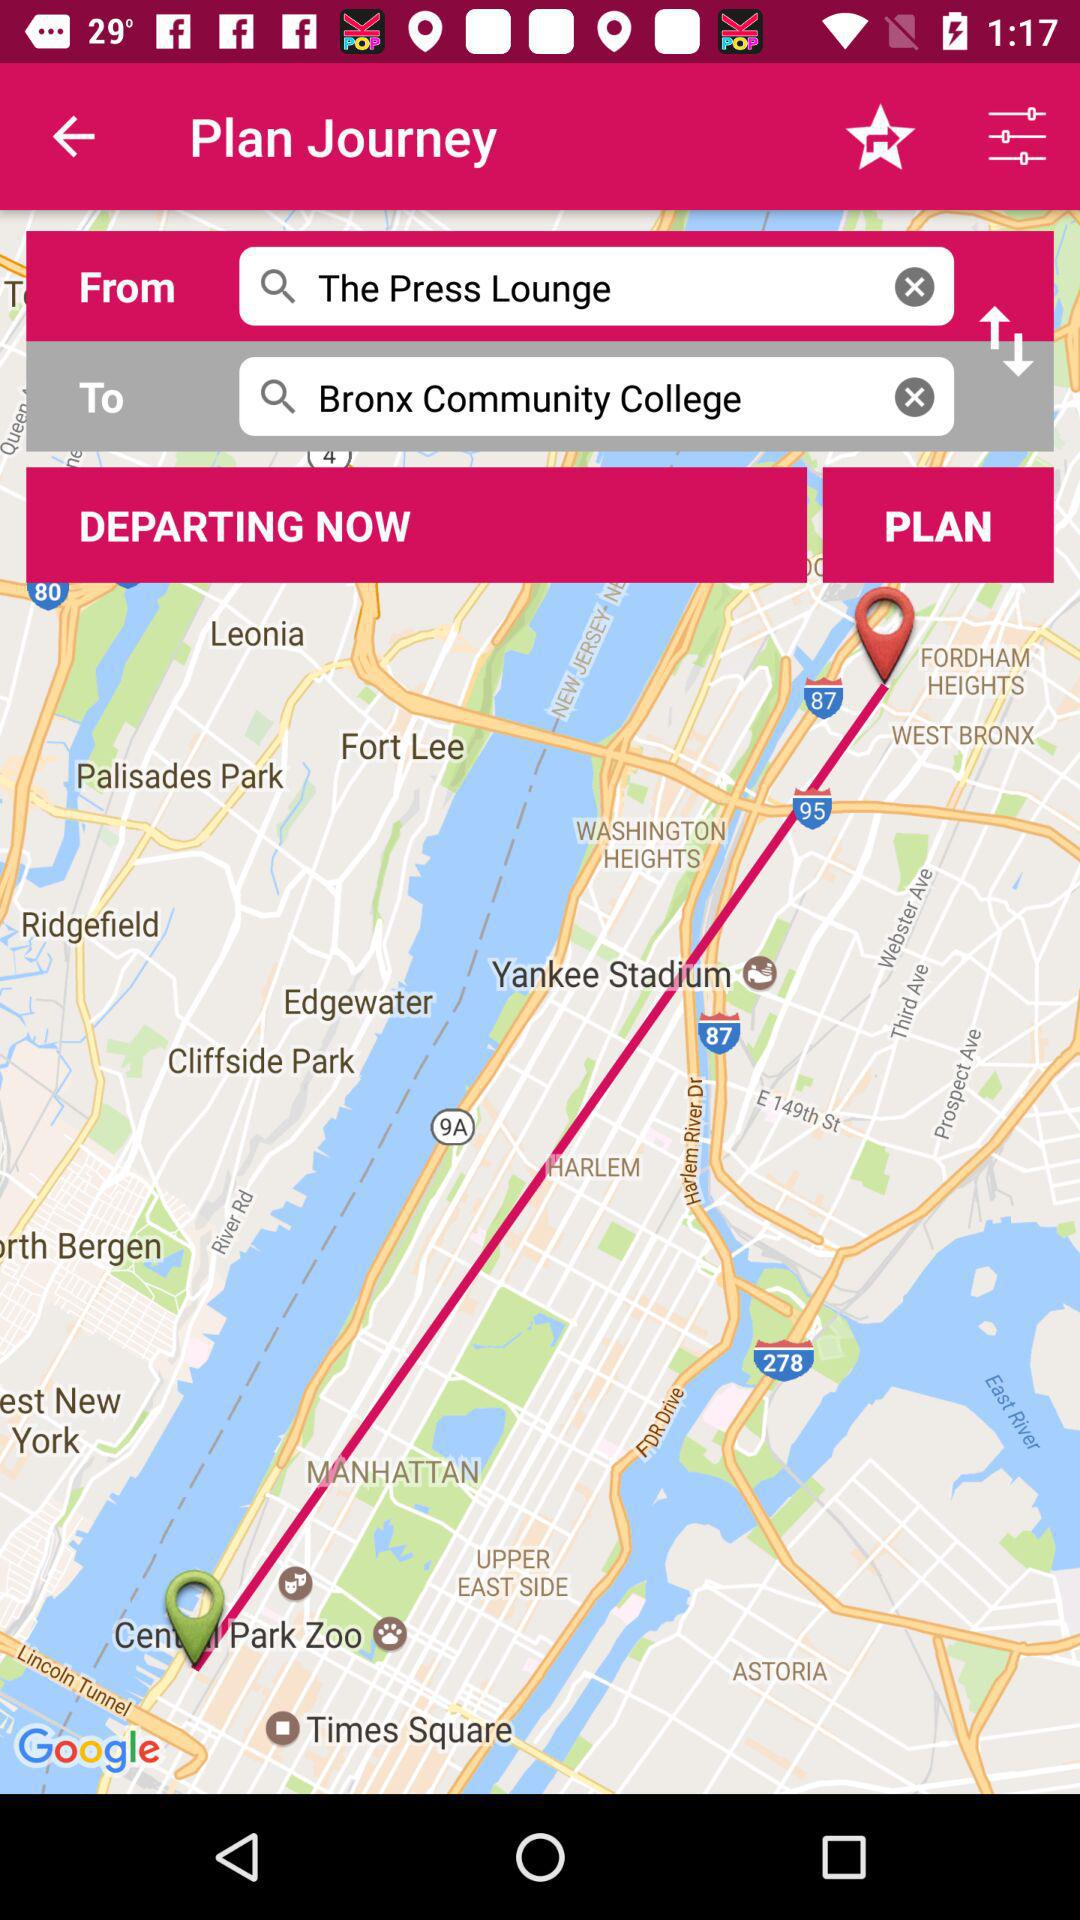 29°
POP
POP
1:17
Plan Journey
From
The Press Lounge
To
Bronx Community College
4
DEPARTING NOW
PLAN
80
Leonia
NEW JERSEY
FORDHAM
HEIGHTS
87
WEST BRONX
Fort Lee
Palisades Park
95
WASHINGTON
HEIGHTS
Webster Ave
Ridgefield
Yankee Stadium
Third Ave
Edgewater
87
Cliffside Park
Prospect Ave
E 149th St
9A
Harlem River Dr
HARLEM
River Rd
orth Bergen
278
East River
est New
York
FDR Drive
MANHATTAN
UPPER
EAST SIDE
Central Park Zoo
Lincoln Tunnel
ASTORIA
Times Square
Google